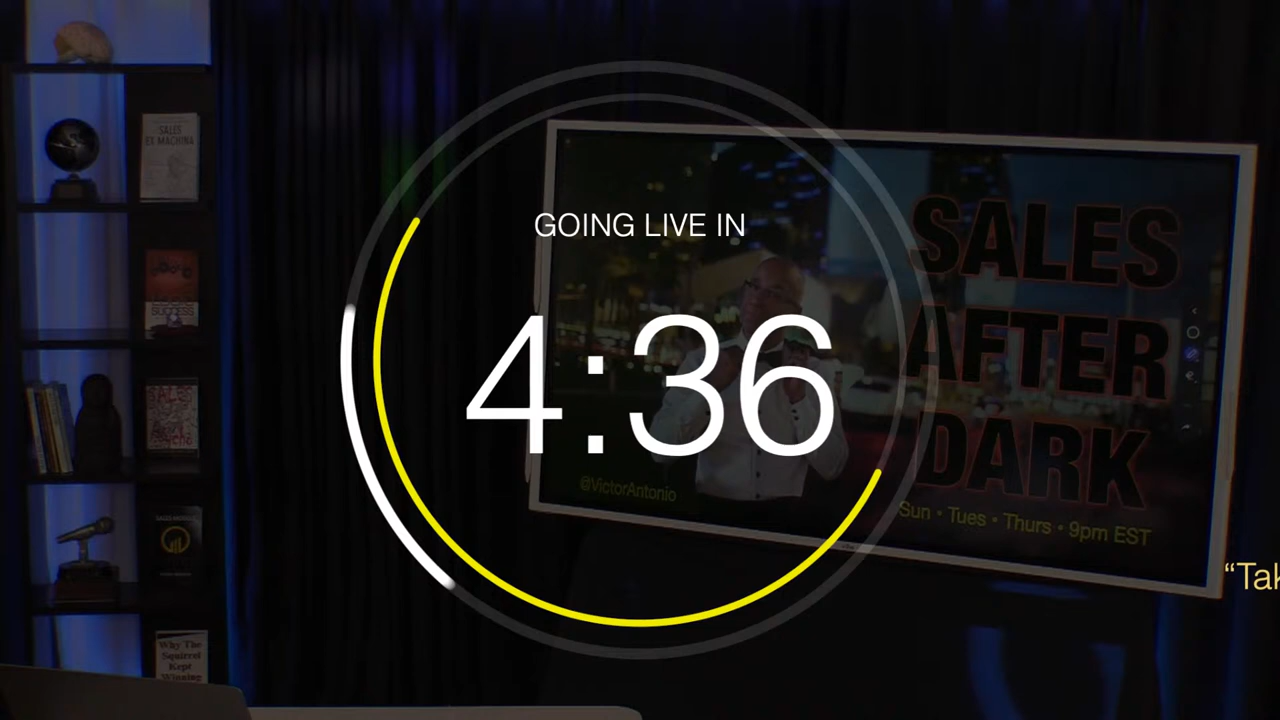 GOING LIVE IN
4:36
SALES
AFTER
DARK
Sun • Tues • Thurs • 9pm EST
@VictorAntonio
“Tak
SALES
EX MACHINA
SUCCESS
Why The
Squirrel
Kept
Winning